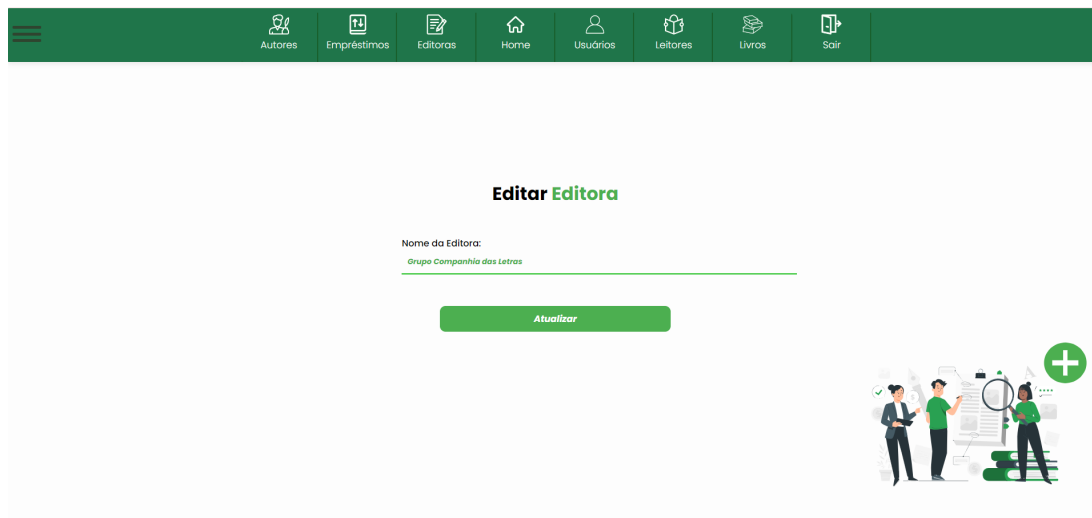 Autores Empréstimos Editoras Home Usuários Leitores Livros Sair
Editar Editora
Nome da Editora:
Grupo Companhia das Letras
Atualizar